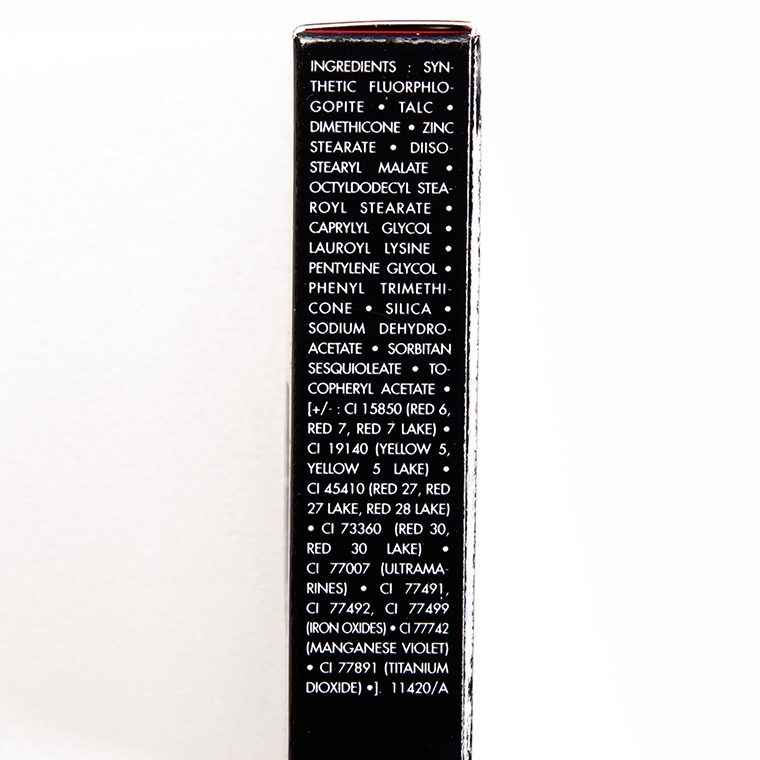 INGREDIENTS : SYN-
THETIC FLUORPHLO-
GOPITE • TALC •
DIMETHICONE • ZINC
STEARATE • DIISO-
STEARYL MALATE •
OCTYLDODECYL STEA-
ROYL STEARATE •
CAPRYLYL GLYCOL •
LAUROYL LYSINE •
PENTYLENE GLYCOL •
PHENYL TRIMETHI-
CONE • SILICA •
SODIUM DEHYDRO-
ACETATE • SORBITAN
SESQUIOLEATE • TO-
COPHERYL ACETATE •
[+/- : CI 15850 (RED 6,
RED 7, RED 7 LAKE) •
CI 19140 (YELLOW 5,
YELLOW 5 LAKE) •
CI 45410 (RED 27, RED
27 LAKE, RED 28 LAKE)
• CI 73360 (RED 30,
RED 30 LAKE) •
CI 77007 (ULTRAMA-
RINES) • CI 77491,
CI 77492, CI 77499
(IRON OXIDES) • CI 77742
(MANGANESE VIOLET)
• CI 77891 (TITANIUM
DIOXIDE) •]. 11420/A